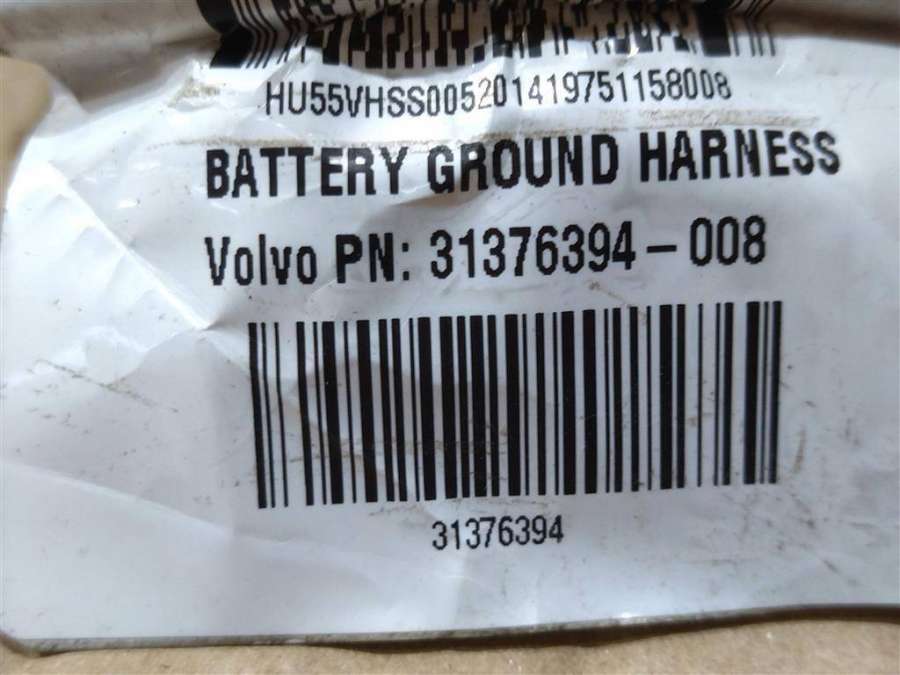 HU55VHSS005201419751158008
BATTERY GROUND HARNESS
Volvo PN: 31376394-008
31376394